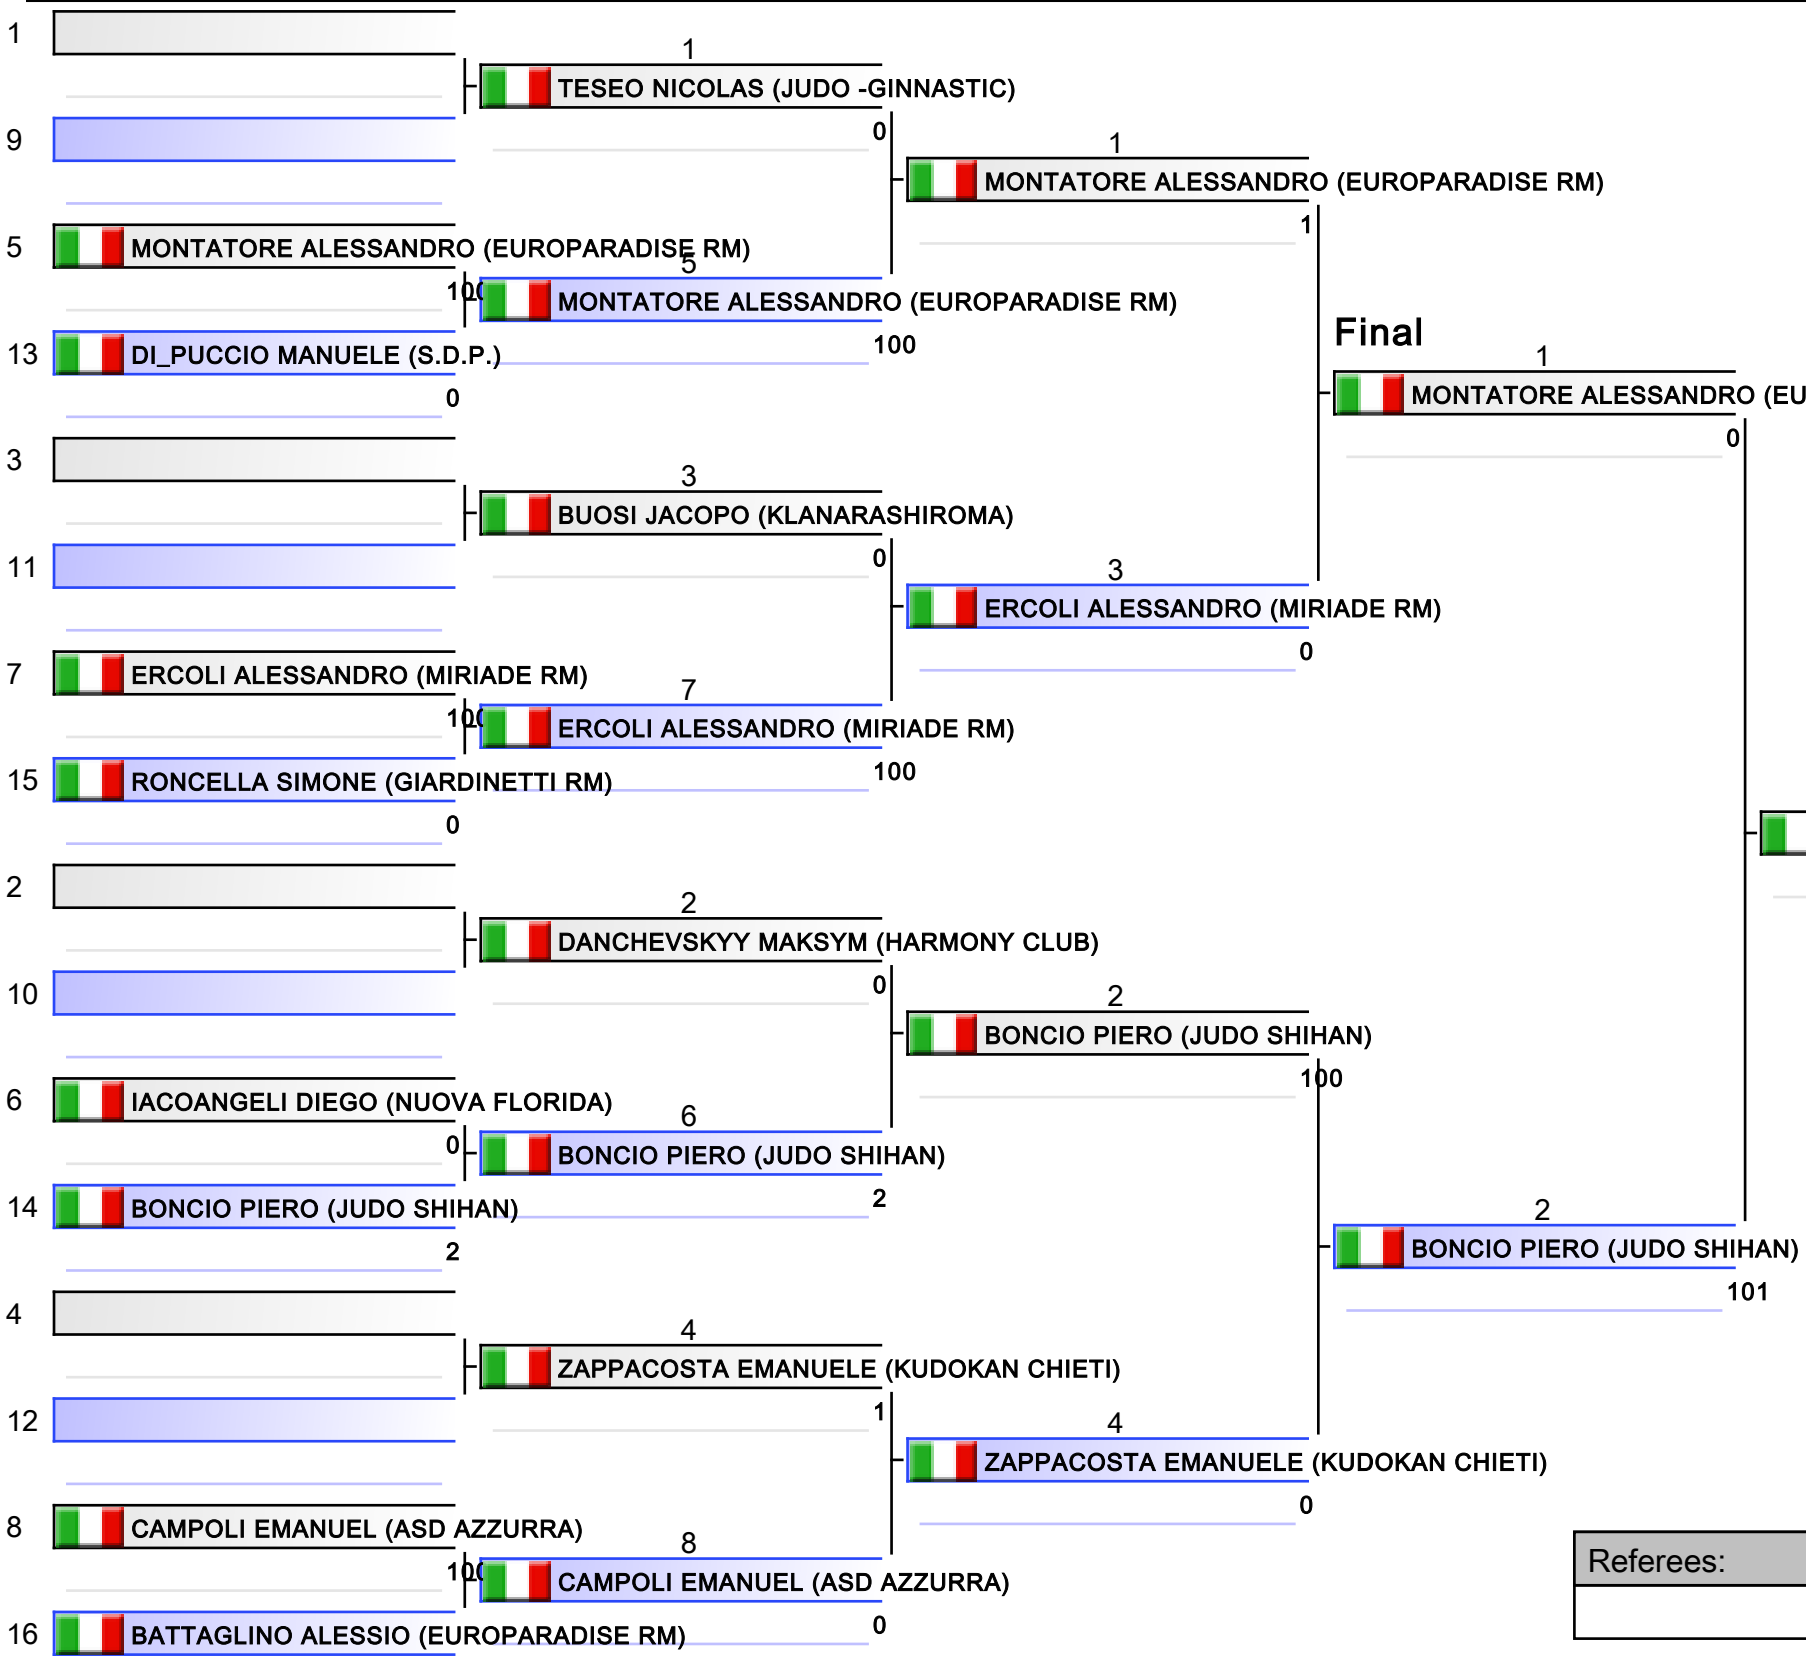 1
1
TESEO NICOLAS (JUDO -GINNASTIC)
0
9
1
MONTATORE ALESSANDRO (EUROPARADISE RM)
1
5
MONTATORE ALESSANDRO (EUROPARADISE RM)
100
5
MONTATORE ALESSANDRO (EUROPARADISE RM)
100
13
DI_PUCCIO MANUELE (S.D.P.)
0
Final
1
MONTATORE ALESSANDRO (EU
0
3
3
BUOSI JACOPO (KLANARASHIROMA)
0
11
3
ERCOLI ALESSANDRO (MIRIADE RM)
0
7
ERCOLI ALESSANDRO (MIRIADE RM)
100
7
ERCOLI ALESSANDRO (MIRIADE RM)
100
15
RONCELLA SIMONE (GIARDINETTI RM)
0
2
2
DANCHEVSKYY MAKSYM (HARMONY CLUB)
0
10
2
BONCIO PIERO (JUDO SHIHAN)
100
6
IACOANGELI DIEGO (NUOVA FLORIDA)
0
6
BONCIO PIERO (JUDO SHIHAN)
2
14
BONCIO PIERO (JUDO SHIHAN)
2
2
BONCIO PIERO (JUDO SHIHAN)
101
4
4
ZAPPACOSTA EMANUELE (KUDOKAN CHIETI)
1
12
4
ZAPPACOSTA EMANUELE (KUDOKAN CHIETI)
0
8
CAMPOLI EMANUEL (ASD AZZURRA)
100
8
CAMPOLI EMANUEL (ASD AZZURRA)
0
16
BATTAGLINO ALESSIO (EUROPARADISE RM)
Referees: